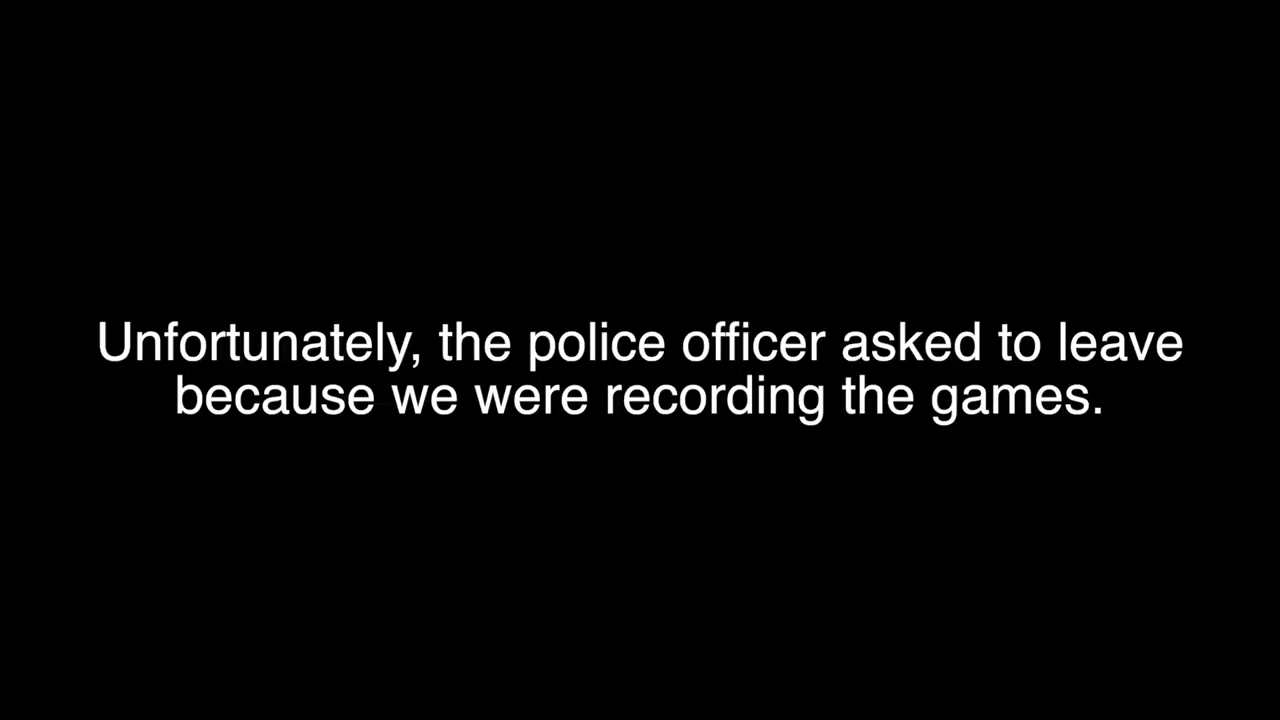 Unfortunately, the police officer asked to leave
because we were recording the games.